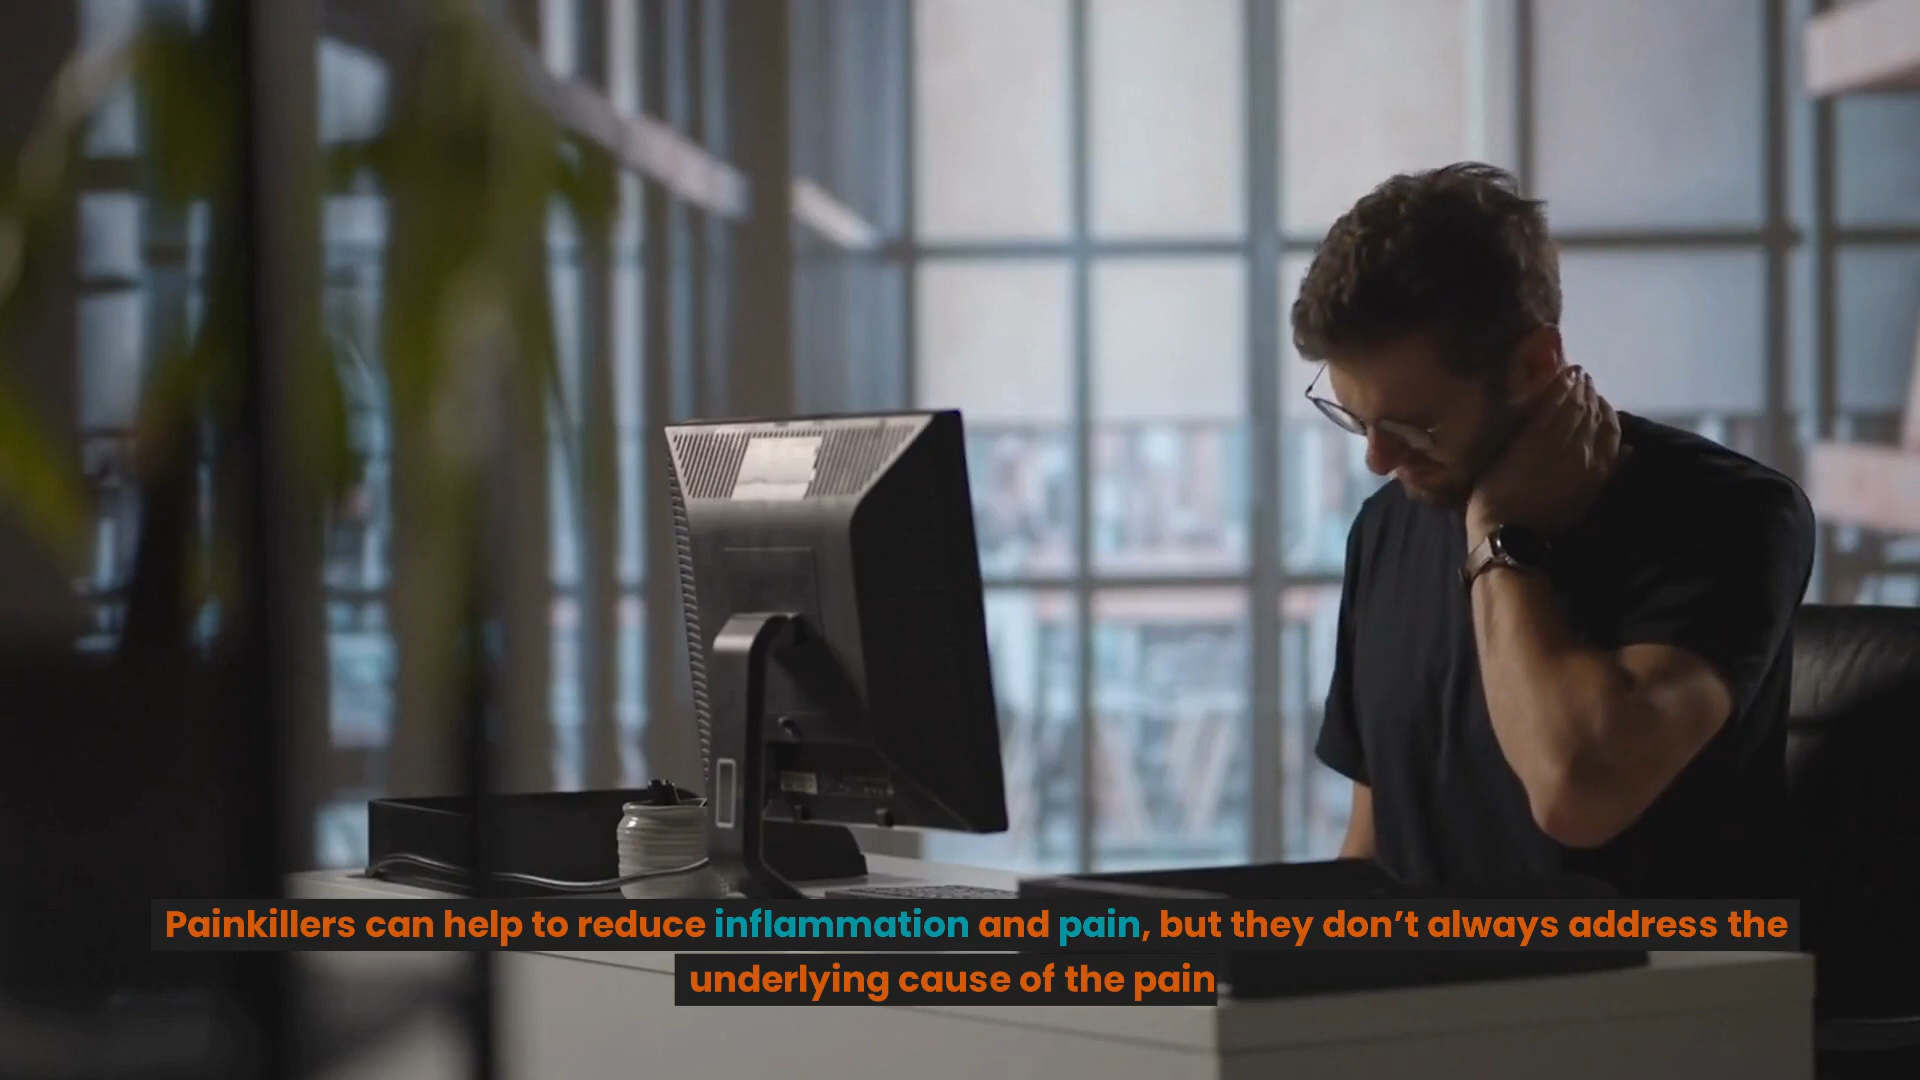 Painkillers can help to reduce inflammation and pain, but they don’t always address the
underlying cause of the pain